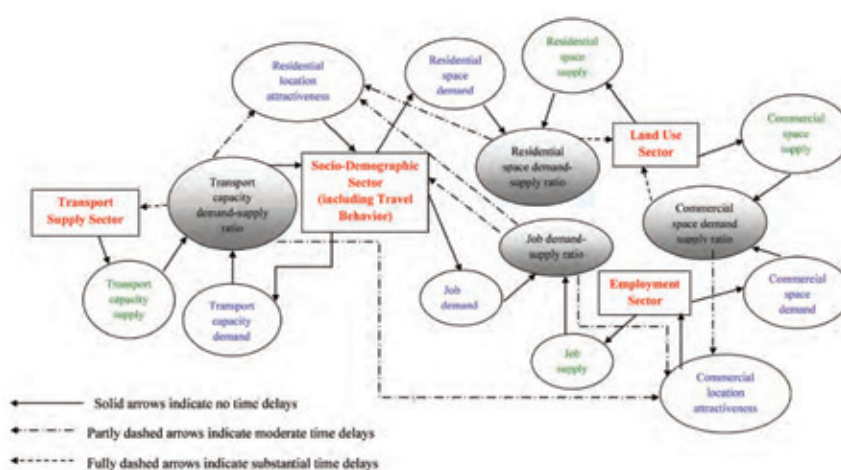 Residential
location
attractiveness
Residential
space
demand
Residential
space
supply
Commercial
space
supply
Land Use
Sector
Socio-Demographic
Sector
(including Travel
Behavior)
Residential
space demand-
supply ratio
Transport
capacity
demand-supply
ratio
Transport
Supply Sector
Commercial
space demand
supply ratio
Job demand-
supply ratio
Employment
Sector
Transport
capacity
supply
Transport
capacity
demand
Job
demand
Commercial
space
demand
Job
supply
Commercial
location
attractiveness
Solid arrows indicate no time delays
Partly dashed arrows indicate moderate time delays
Fully dashed arrows indicate substantial time delays